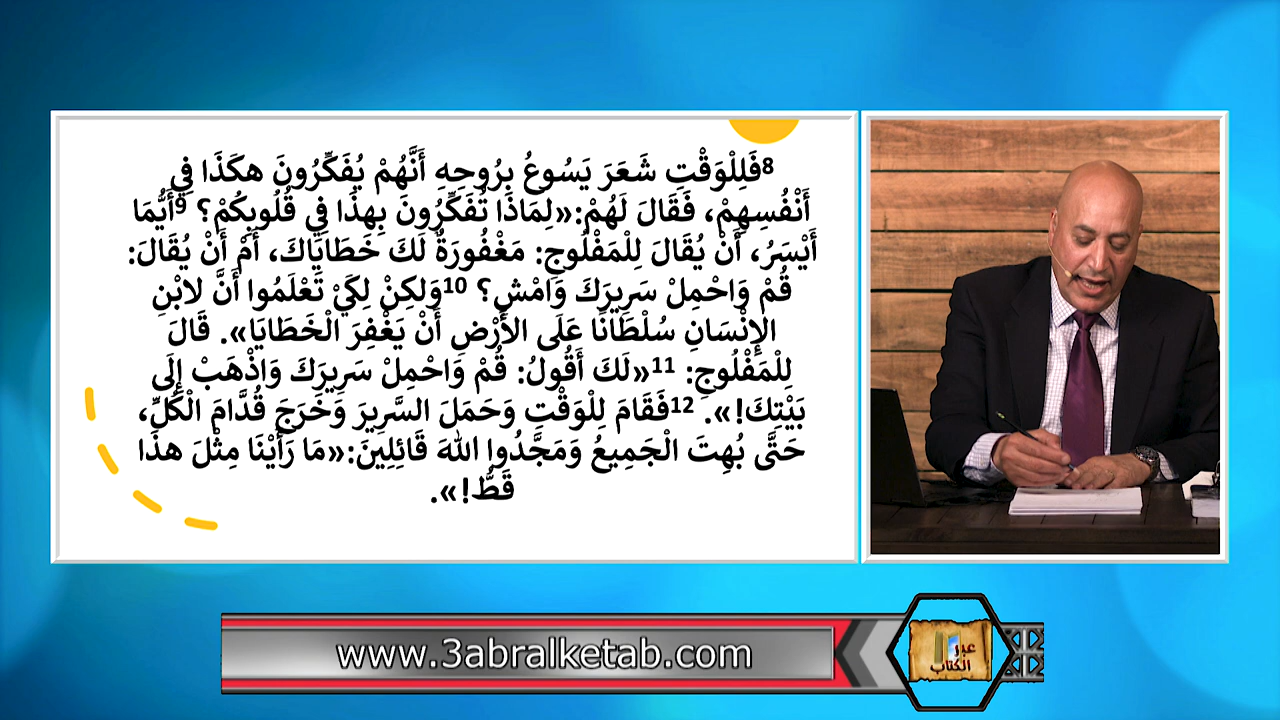 8فَلِلْوَقْتِ شَعَرَ يَسُوعُ بِرُوحِهِ أَنَّهُمْ يُفَكِّرُونَ هكَذَا فِي
أَنْفُسِهِمْ، فَقَالَ لَهُمْ:«لِمَاذَا تُفَكِّرُونَ بِهذَا فِي قُلُوبِكُمْ؟ 9أَيُّمَا
أَيْسَرُ، أَنْ يُقَالَ لِلْمَفْلُوجِ: مَغْفُورَةٌ لَكَ خَطَايَاكَ، أَمْ أَنْ يُقَالَ:
قُمْ وَاحْمِلْ سَرِيرَكَ وَامْشِ؟ 10وَلكِنْ لِكَيْ تَعْلَمُوا أَنَّ لابْنِ
الإِنْسَانِ سُلْطَانًا عَلَى الأَرْضِ أَنْ يَغْفِرَ الْخَطَايَا». قَالَ
لِلْمَفْلُوجِ: 11«لَكَ أَقُولُ: قُمْ وَاحْمِلْ سَرِيرَكَ وَاذْهَبْ إِلَى
بَيْتِكَ!». 12فَقَامَ لِلْوَقْتِ وَحَمَلَ السَّرِيرَ وَخَرَجَ قُدَّامَ الْكُلِّ،
حَتَّى بُهِتَ الْجَمِيعُ وَمَجَّدُوا اللهَ قَائِلِينَ:«مَا رَأَيْنَا مِثْلَ هذَا
قَطُّ!».
www.3abralketab.com
عبر
الكتاب